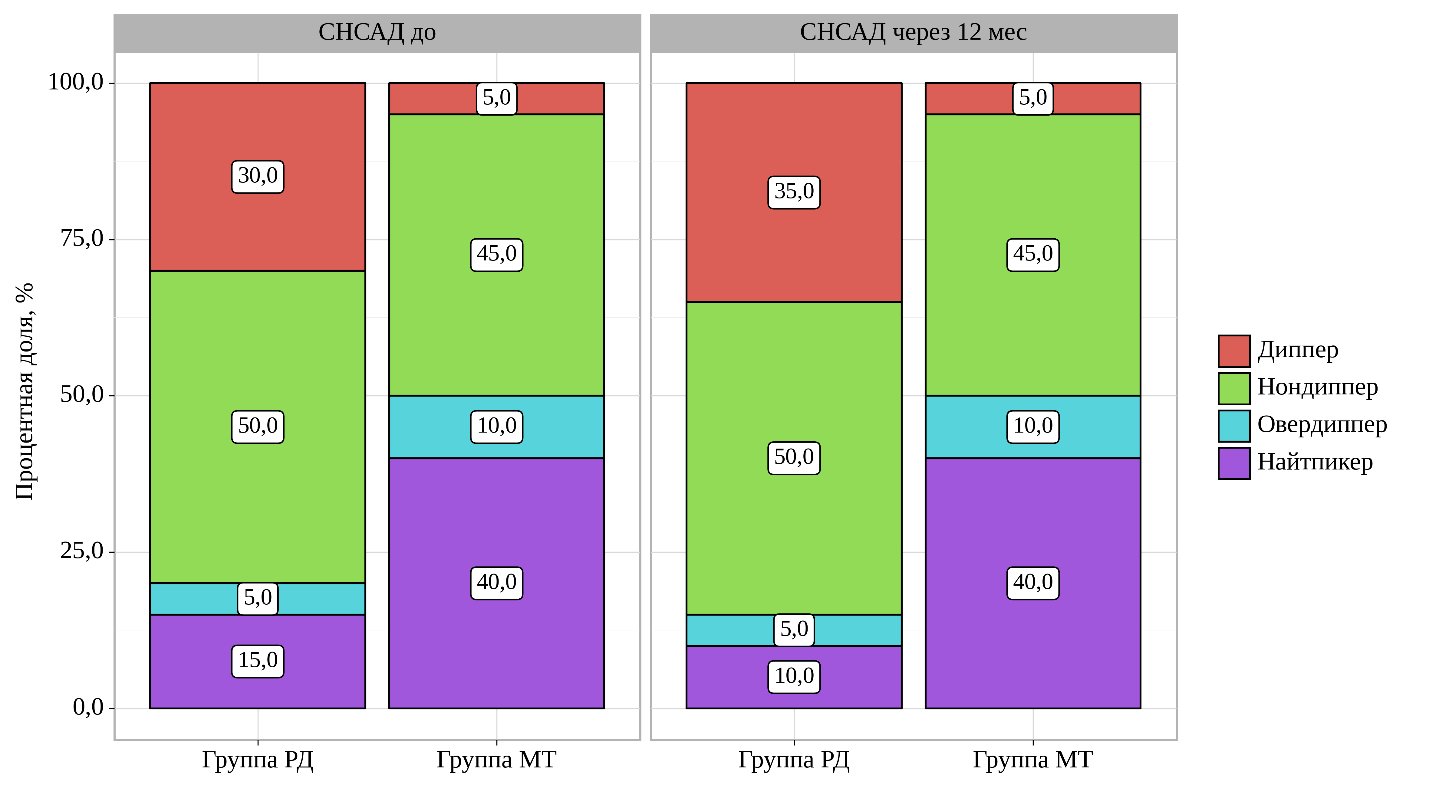 СНСАД до
СНСАД через 12 мес
Процентная доля, %
100,0
75,0
50,0
25,0
0,0
30,0
50,0
5,0
15,0
5,0
45,0
10,0
40,0
35,0
50,0
5,0
10,0
5,0
45,0
10,0
40,0
Группа РД
Группа МТ
Группа РД
Группа МТ
Диппер
Нондиппер
Овердиппер
Найтпикер